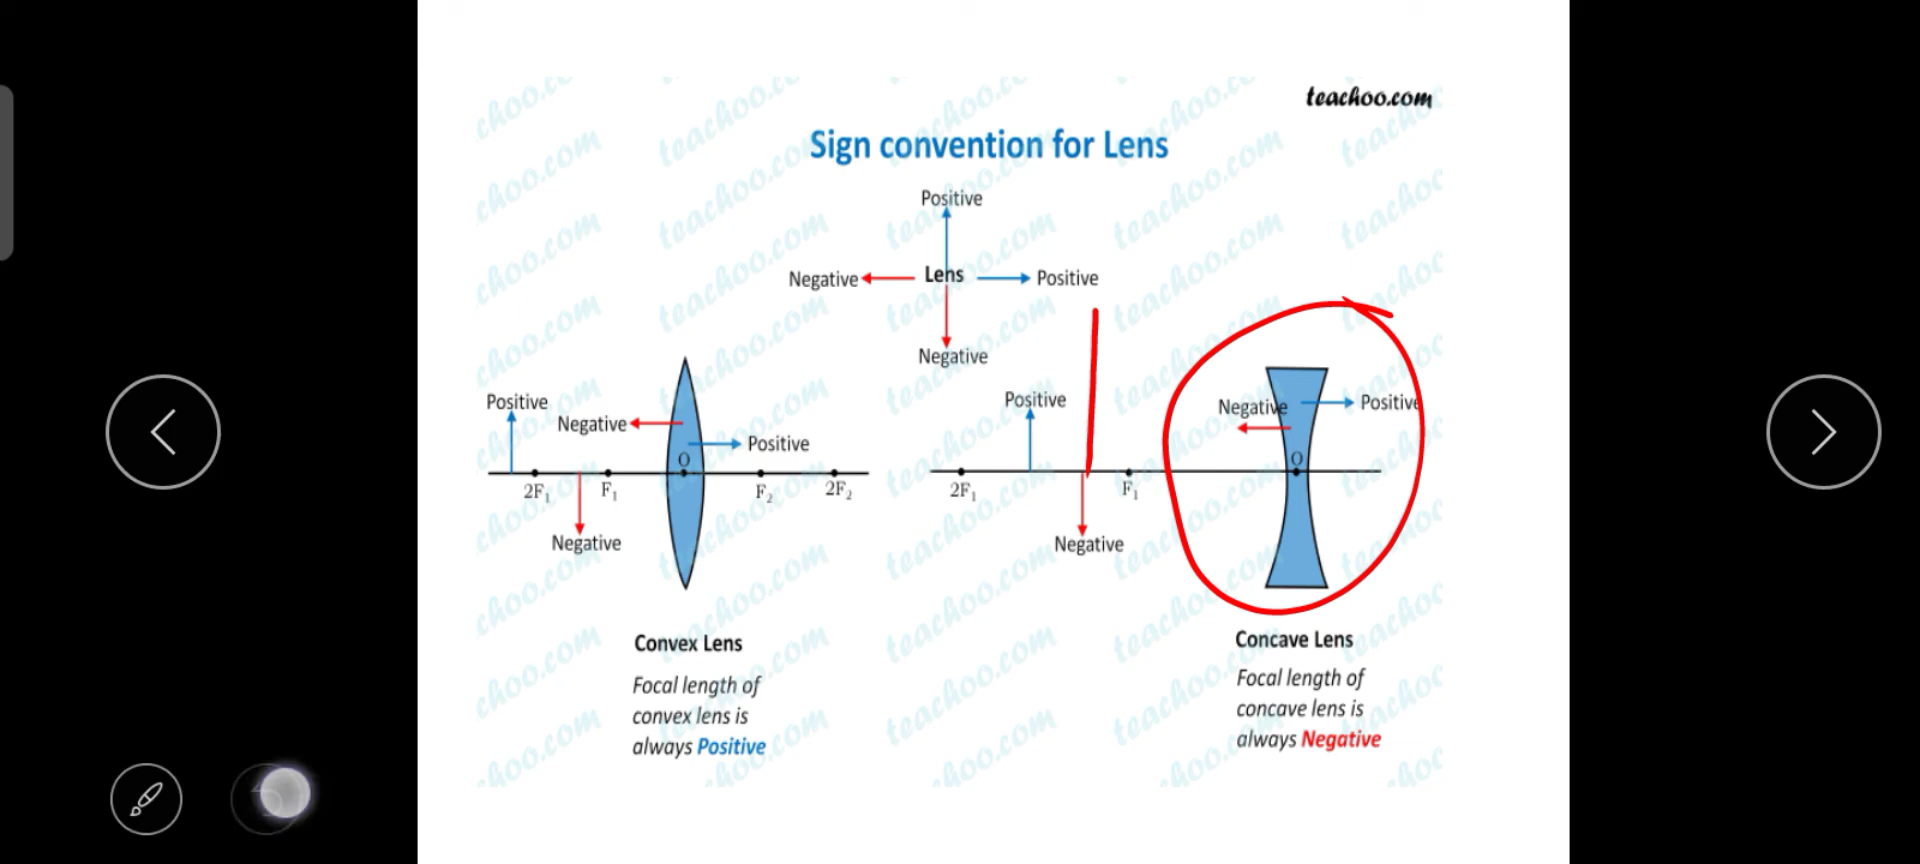 teachoo.com
Sign convention for Lens
Positive
Negative Lens Positive
Negative
Positive
Negative
Positive
O
2F₁ F₁ F₂ 2F₂
Negative
Convex Lens
Focal length of
convex lens is
always Positive
Positive
Negative Positive
O
2F₁ F₁
Negative
Concave Lens
Focal length of
concave lens is
always Negative